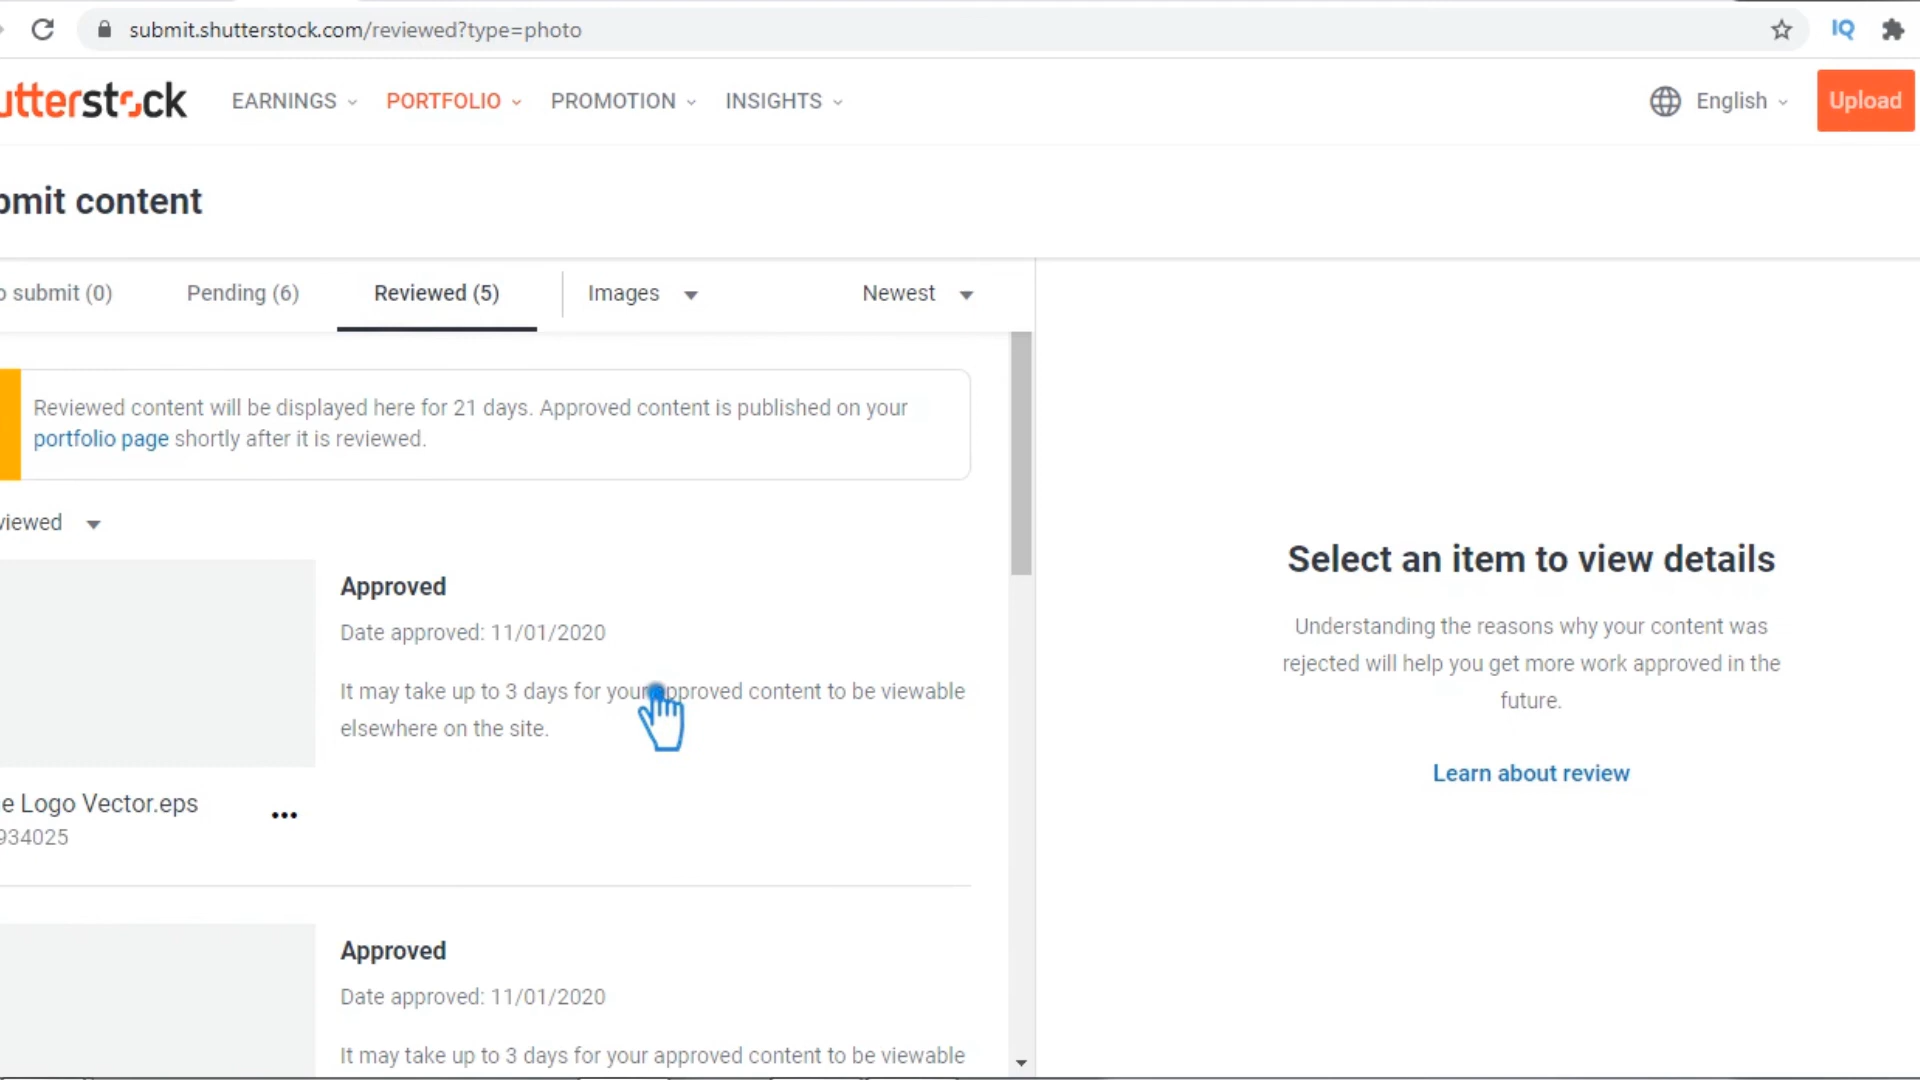 submit.shutterstock.com/reviewed?type=photo
IQ
utterstock
EARNINGS
PORTFOLIO
PROMOTION
INSIGHTS
English
Upload
bmit content
o submit (0)
Pending (6)
Reviewed (5)
Images
Newest
Reviewed content will be displayed here for 21 days. Approved content is published on your
portfolio page shortly after it is reviewed.
viewed
Approved
Date approved: 11/01/2020
It may take up to 3 days for your approved content to be viewable
elsewhere on the site.
e Logo Vector.eps
934025
Approved
Date approved: 11/01/2020
It may take up to 3 days for your approved content to be viewable
Select an item to view details
Understanding the reasons why your content was
rejected will help you get more work approved in the
future.
Learn about review